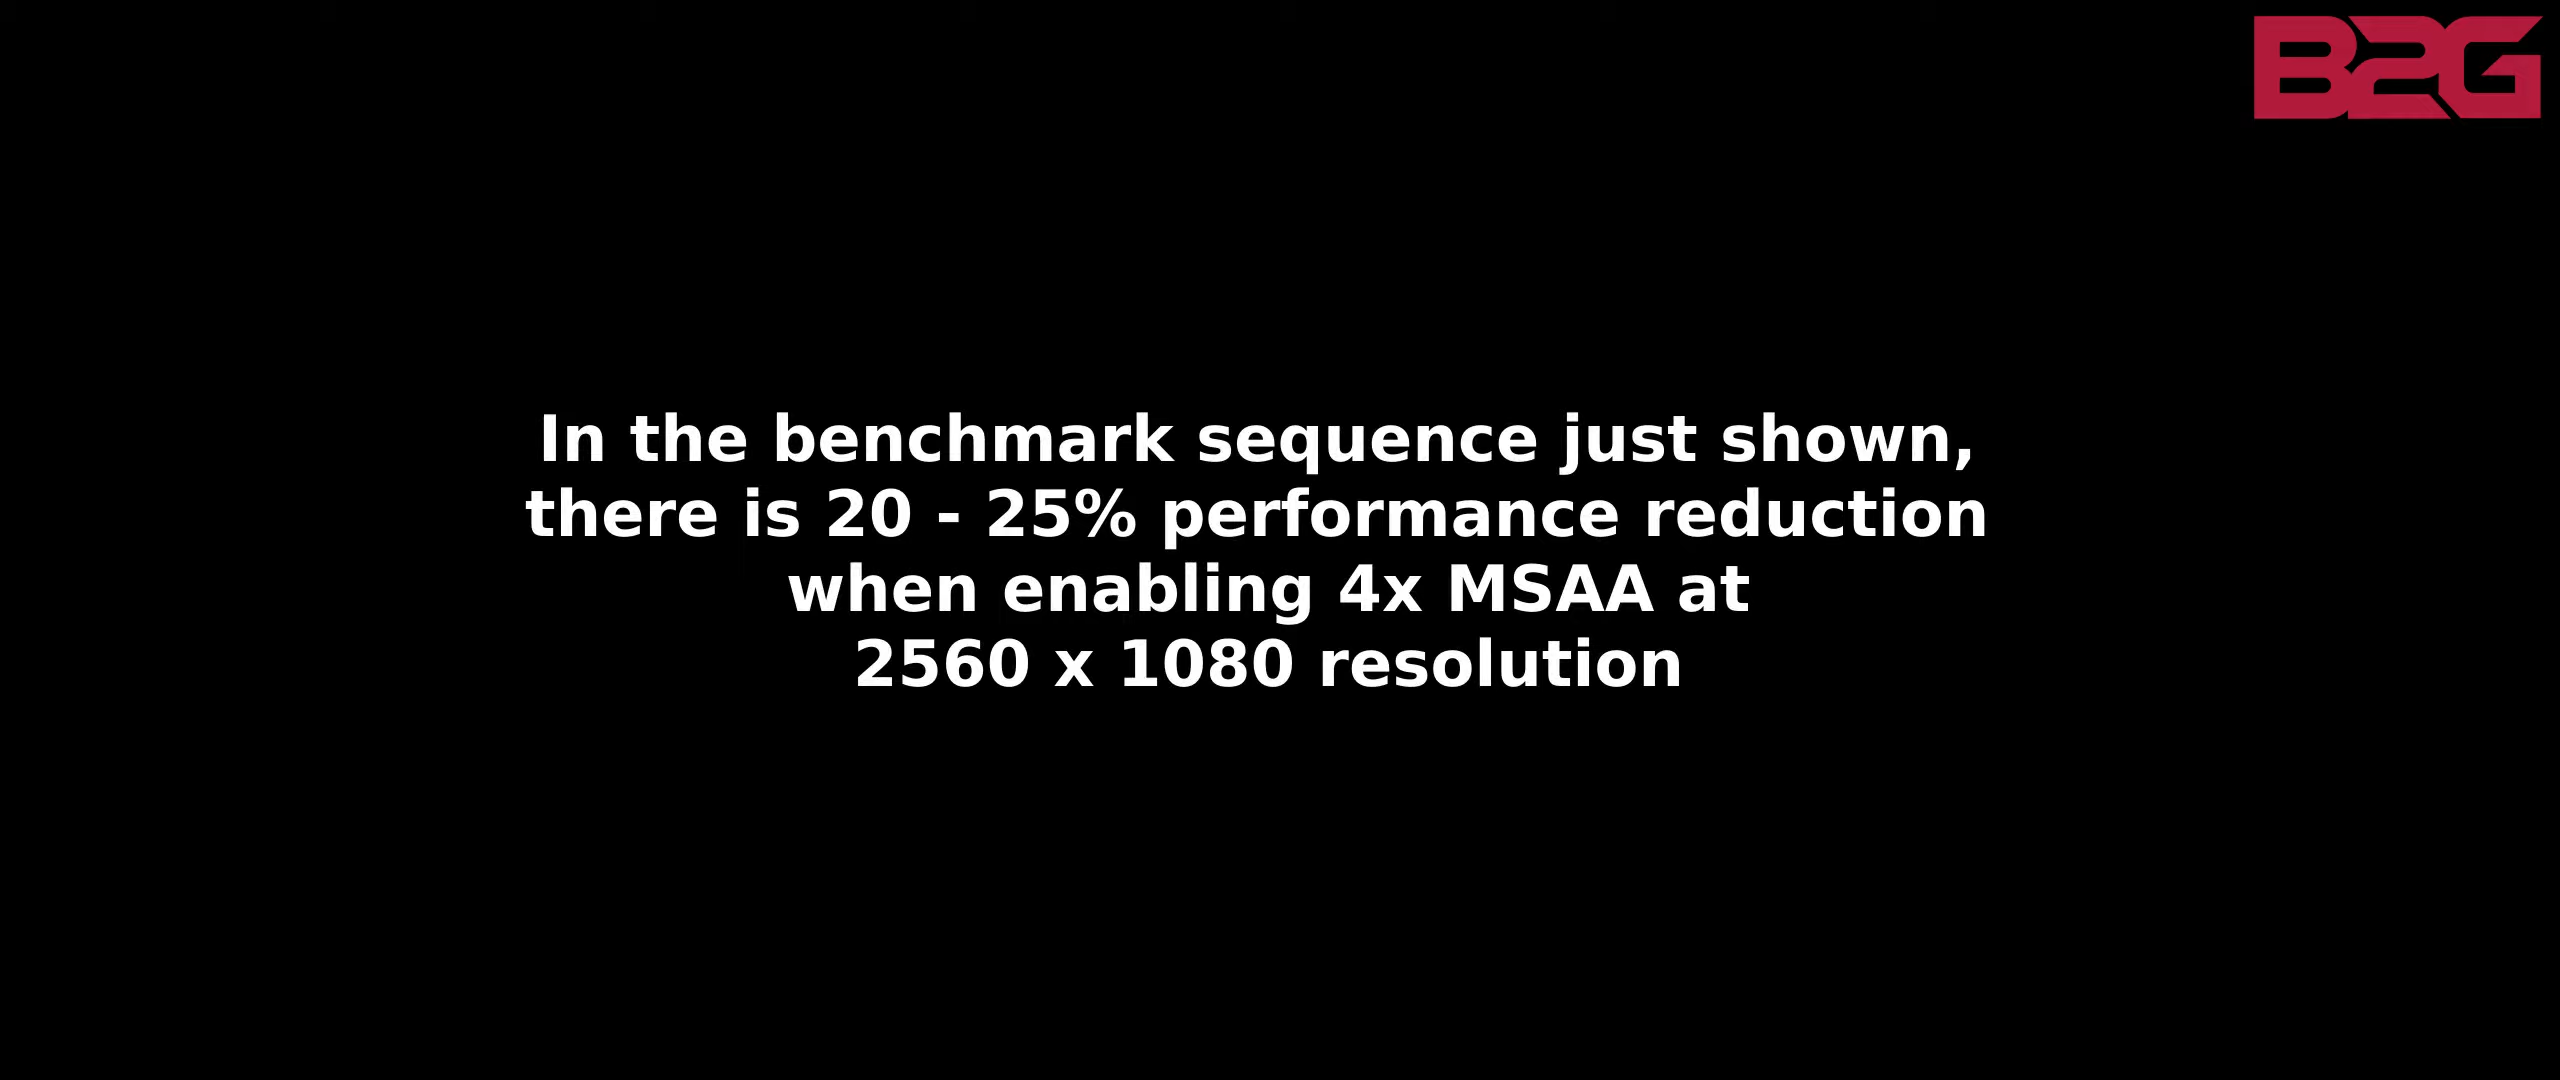 B2G
In the benchmark sequence just shown,
there is 20 - 25% performance reduction
when enabling 4x MSAA at
2560 x 1080 resolution